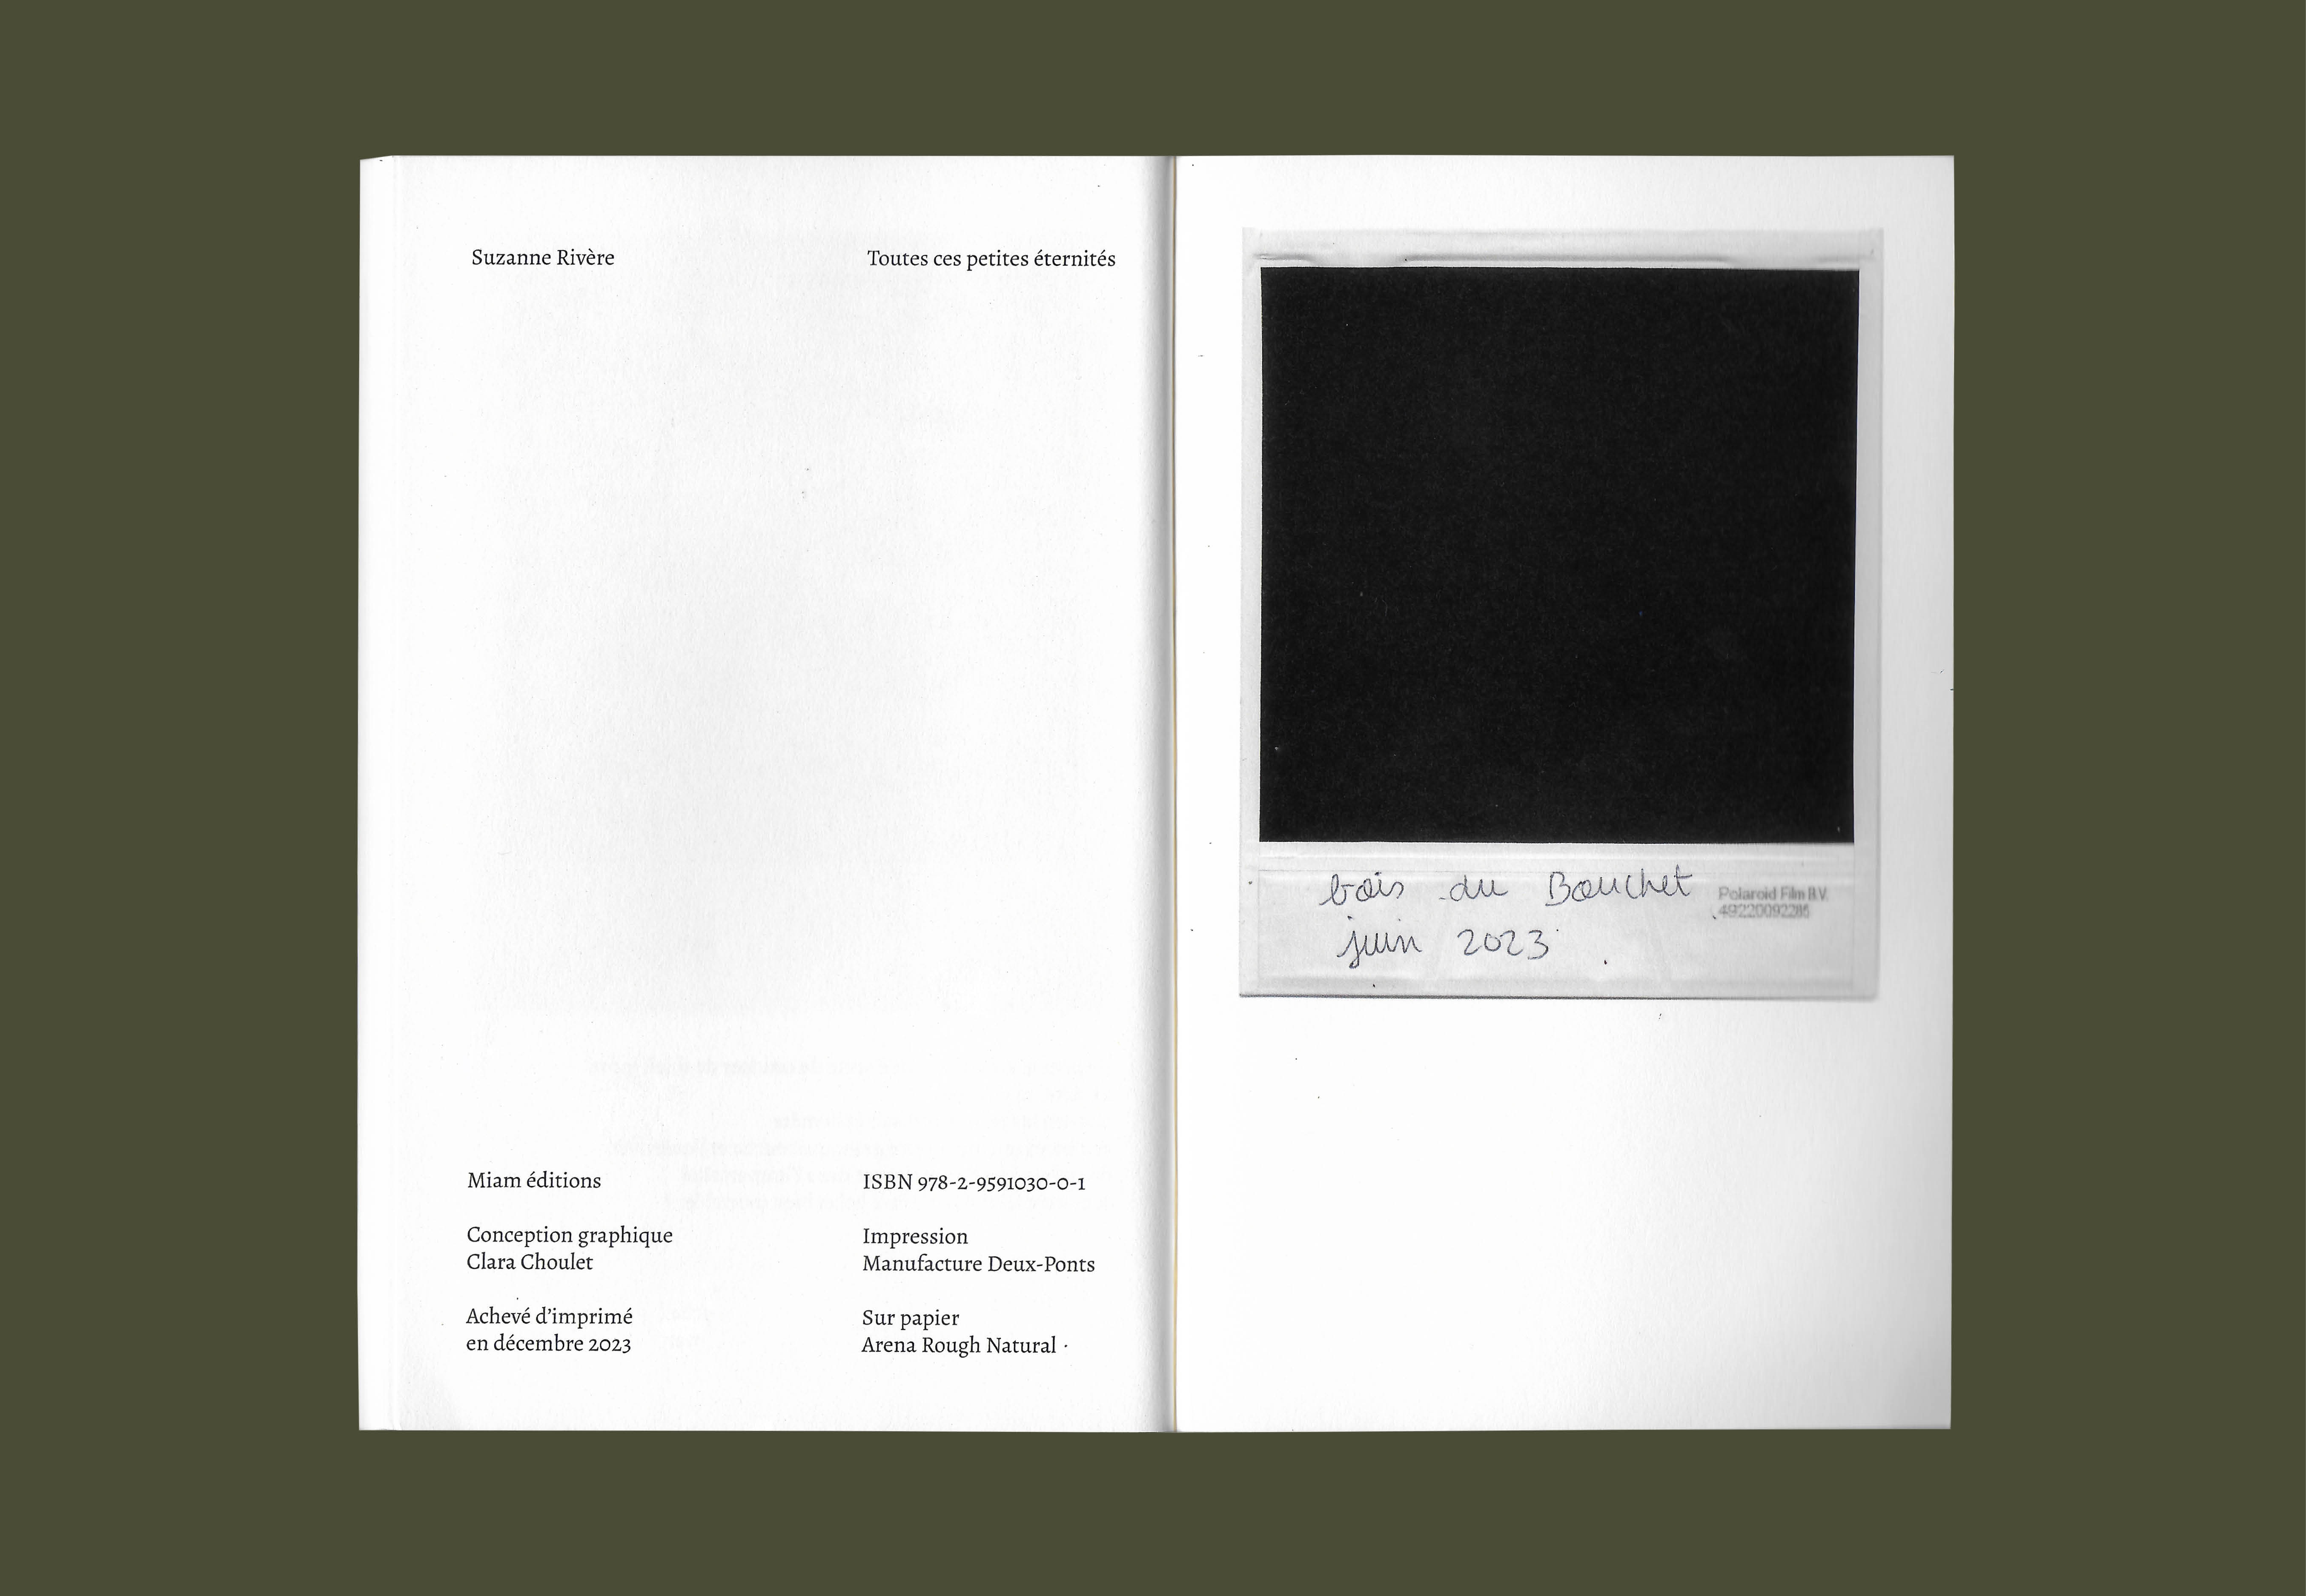 Suzanne Rivère
Toutes ces petites éternités
Miam éditions
ISBN 978-2-9591030-0-1
Conception graphique
Clara Choulet
Impression
Manufacture Deux-Ponts
Achevé d’imprimé
en décembre 2023
Sur papier
Arena Rough Natural
bois du Bouchet
juin 2023
Polaroid Film B.V.
49220092285